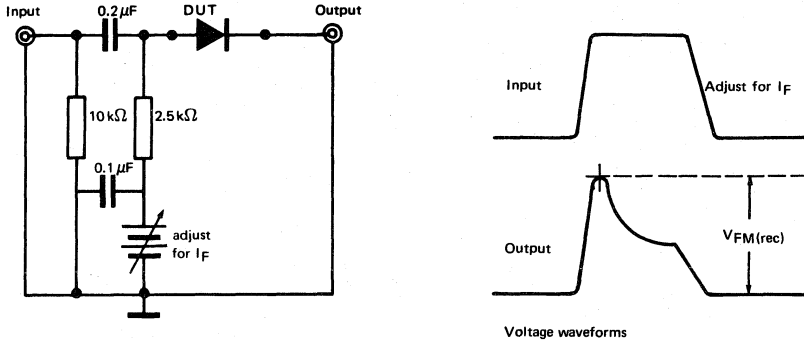 Input
0.2 µF
DUT
Output
10 kΩ
2.5 kΩ
0.1 µF
adjust
for IF
Input
Adjust for IF
Output
VFM(rec)
Voltage waveforms